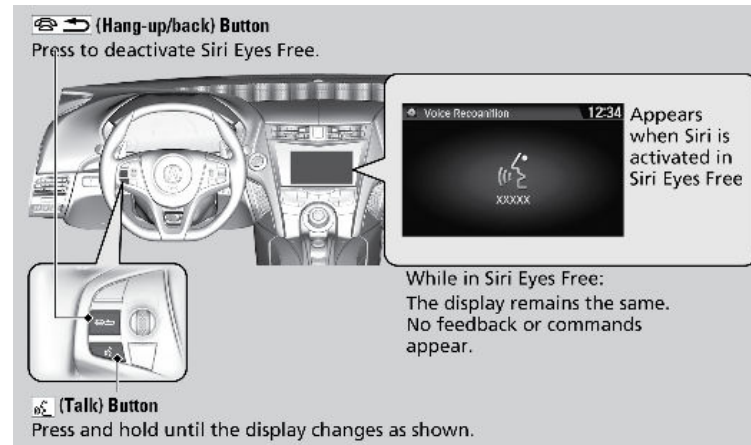 (Hang-up/back) Button
Press to deactivate Siri Eyes Free.
Voice Recognition
12:34
xxxxx
Appears
when Siri is
activated in
Siri Eyes Free
While in Siri Eyes Free:
The display remains the same.
No feedback or commands
appear.
(Talk) Button
Press and hold until the display changes as shown.